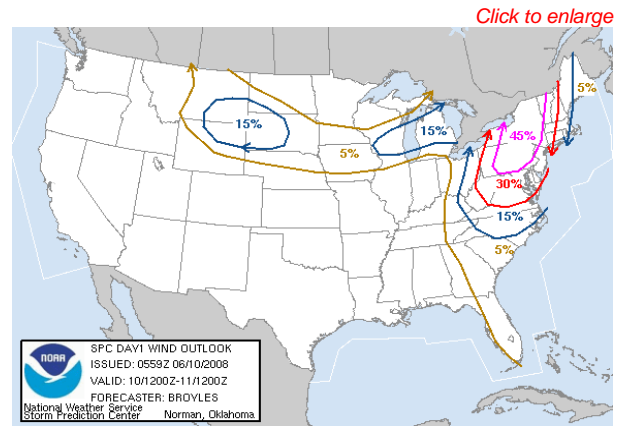 Click to enlarge
5%
15%
15%
45%
5%
30%
15%
5%
NOAA
SPC DAY1 WIND OUTLOOK
ISSUED: 0559Z 06/10/2008
VALID: 10/1200Z-11/1200Z
FORECASTER: BROYLES
National Weather Service
Storm Prediction Center Norman, Oklahoma